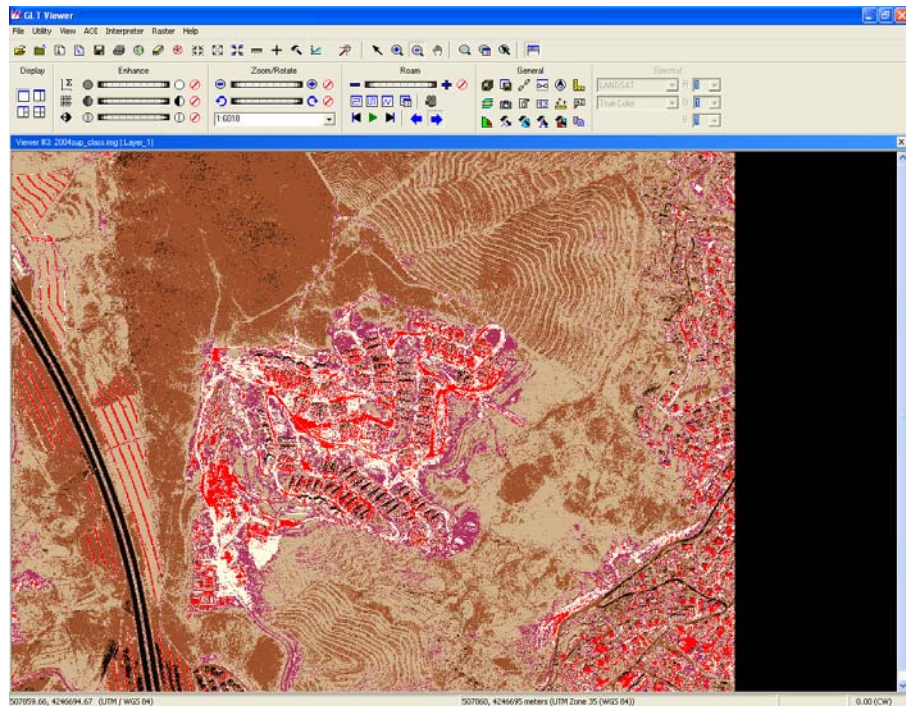 GLT Viewer
File Utility View AOI Interpreter Raster Help
Display Enhance Zoom/Rotate Roam General Spectral
LANDSAT
True Color
1:6010
Viewer #3: 2004sup_class.img (Layer_1)
507859.66, 4246694.67 (UTM / WGS 84) 507860, 4246695 meters (UTM Zone 35 (WGS 84)) 0.00 (CW)